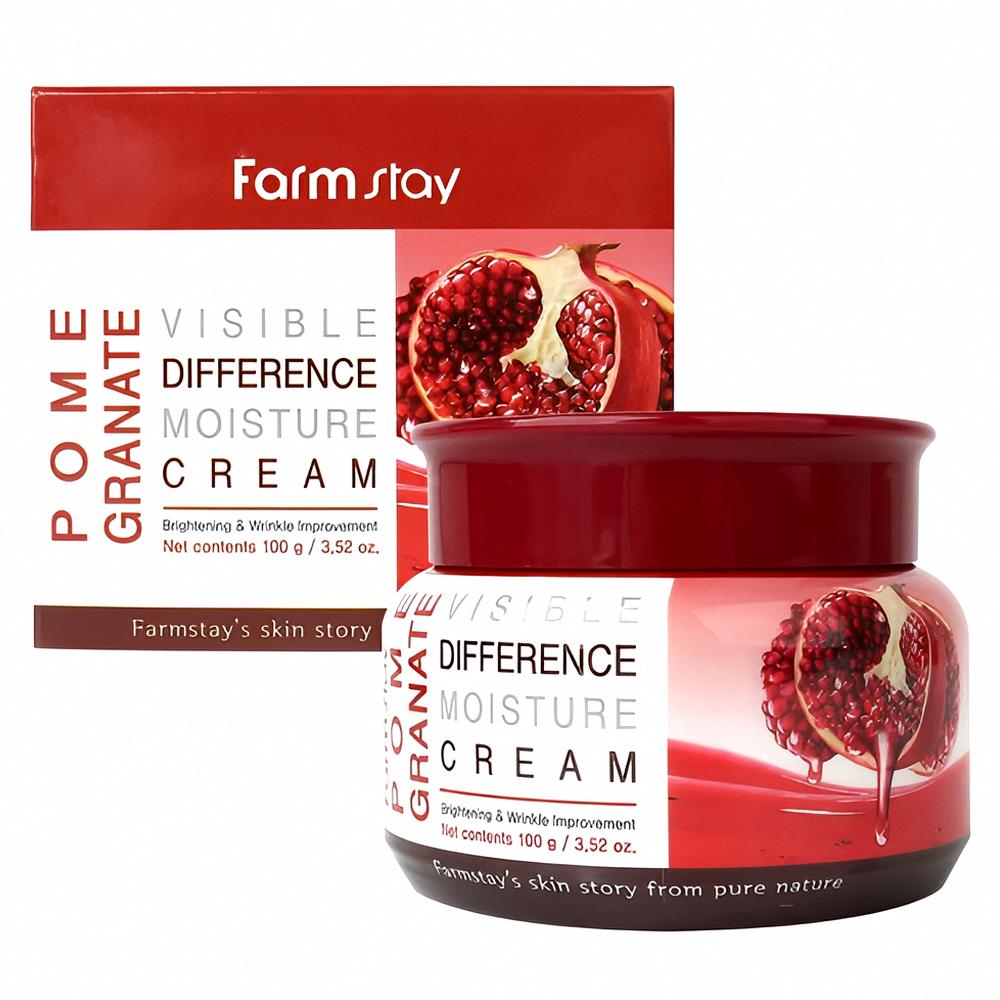 Farmstay
POME
GRANATE
VISIBLE
DIFFERENCE
MOISTURE
CREAM
Brightening & Wrinkle Improvement
Net contents 100 g / 3.52 oz.
Farmstay's skin story
POME
GRANATE
VISIBLE
DIFFERENCE
MOISTURE
CREAM
Brightening & Wrinkle Improvement
Net contents 100 g / 3.52 oz.
Farmstay's skin story from pure nature